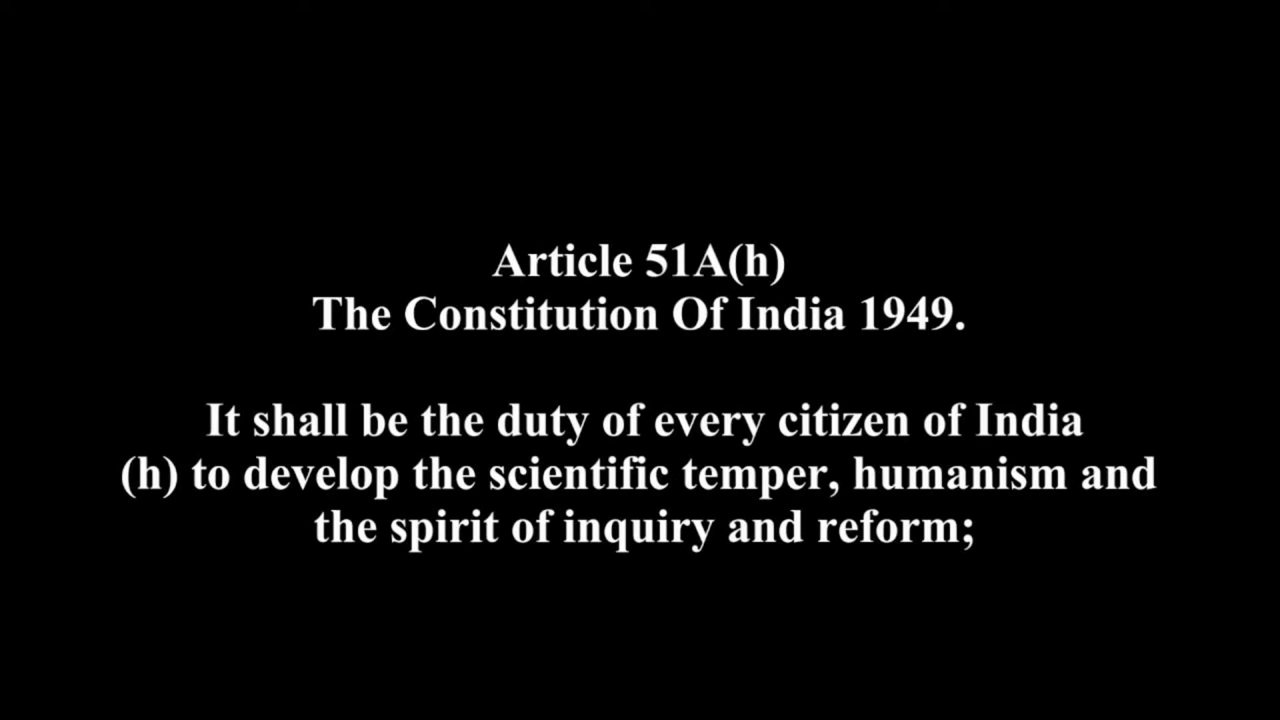 Article 51A(h)
The Constitution Of India 1949.
It shall be the duty of every citizen of India
(h) to develop the scientific temper, humanism and
the spirit of inquiry and reform;